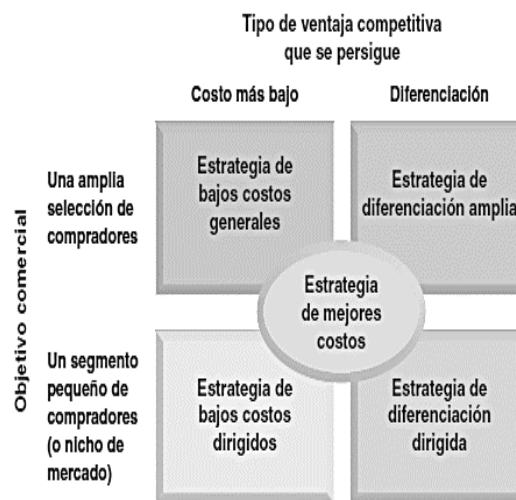 Tipo de ventaja competitiva
que se persigue
Costo más bajo
Diferenciación
Objetivo comercial
Una amplia
selección de
compradores
Estrategia de
bajos costos
generales
Estrategia de
diferenciación amplia
Estrategia
de mejores
costos
Un segmento
pequeño de
compradores
(o nicho de
mercado)
Estrategia de
bajos costos
dirigidos
Estrategia de
diferenciación
dirigida